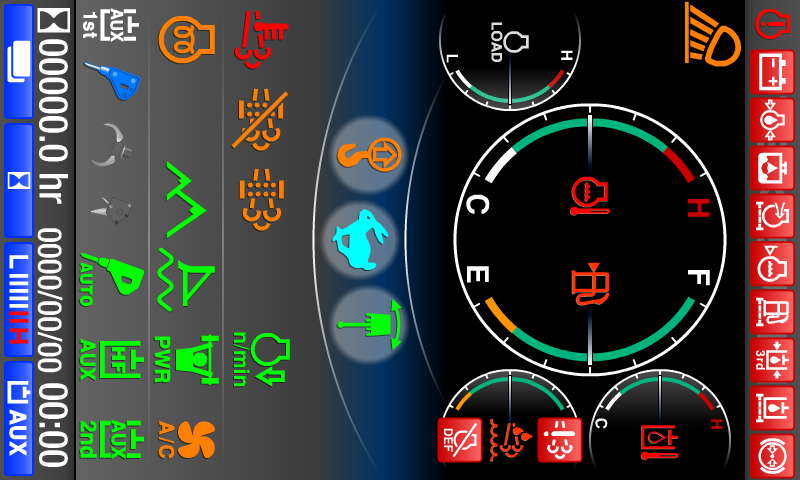 3rd
H
H F
C
H
LOAD
C E
L
DEF
n/min
PWR
A/C
AUX
1st
AUTO
HF
AUX
AUX
2nd
00000.0 hr 0000/00/00 00:00
L H
AUX